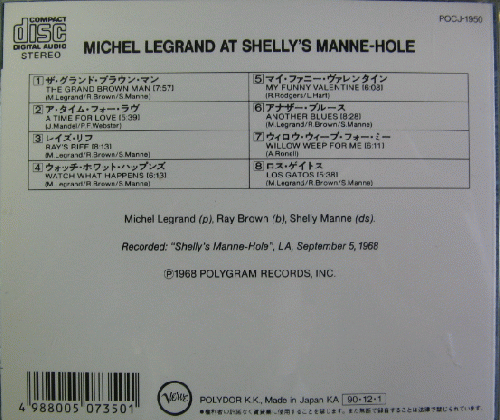 COMPACT
disc
DIGITAL AUDIO
STEREO
POCJ-1950
MICHEL LEGRAND AT SHELLY'S MANNE-HOLE
1 ザ・グランド・ブラウン・マン
THE GRAND BROWN MAN [7:57]
(M.Legrand/R.Brown/S.Manne)
2 ア・タイム・フォー・ラヴ
A TIME FOR LOVE [5:39]
(J.Mandel/P.F.Webster)
3 レイズ・リフ
RAY'S RIFF [8:13]
(M.Legrand/R.Brown/S.Manne)
4 ウォッチ・ホワット・ハップンズ
WATCH WHAT HAPPENS [6:13]
(M.Legrand/R.Brown/S.Manne)
5 マイ・ファニー・ヴァレンタイン
MY FUNNY VALENTINE [6:08]
(R.Rodgers/L.Hart)
6 アナザー・ブルース
ANOTHER BLUES [8:28]
(M.Legrand/R.Brown/S.Manne)
7 ウィロウ・ウィープ・フォー・ミー
WILLOW WEEP FOR ME [6:11]
(A.Ronell)
8 ロス・ゲイトス
LOS GATOS [5:38]
(M.Legrand/R.Brown/S.Manne)
Michel Legrand (p), Ray Brown (b), Shelly Manne (ds).
Recorded: "Shelly's Manne-Hole", LA, September 5, 1968
Ⓟ1968 POLYGRAM RECORDS, INC.
4 988005 073501
VERVE
POLYDOR K.K., Made in Japan KA 90・12・1